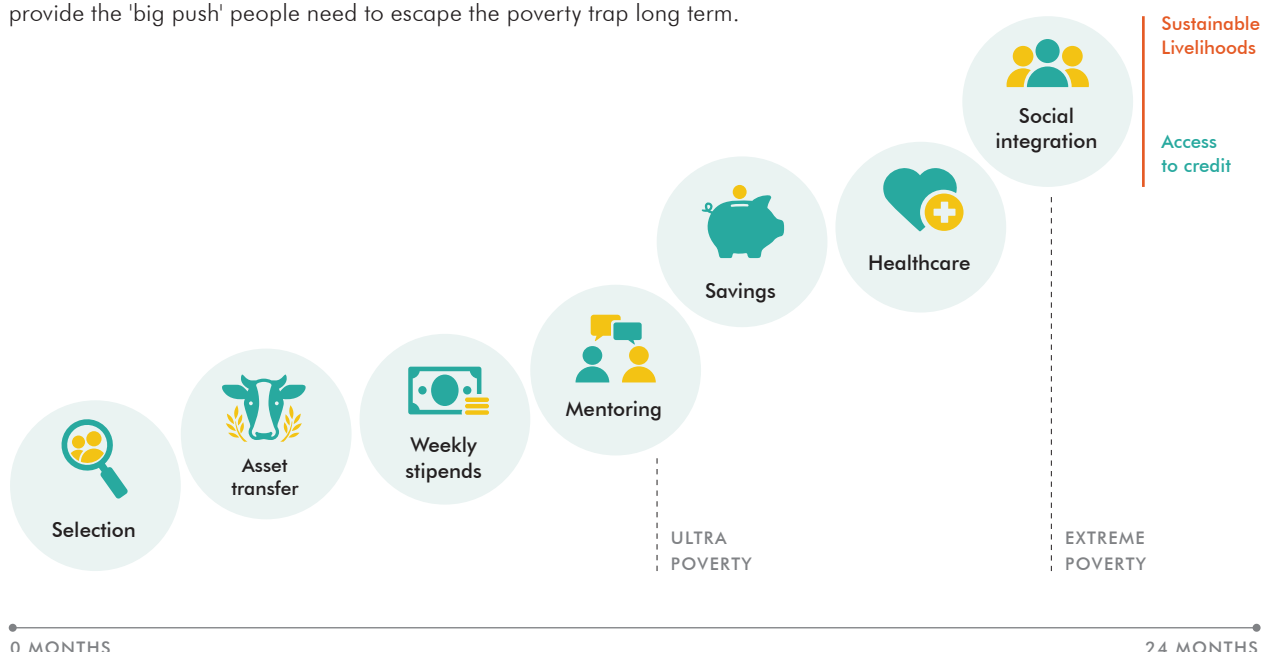 provide the 'big push' people need to escape the poverty trap long term.
Sustainable
Livelihoods
Social
integration
Access
to credit
Healthcare
Savings
Mentoring
Weekly
stipends
Asset
transfer
Selection
ULTRA
POVERTY
EXTREME
POVERTY
0 MONTHS
24 MONTHS